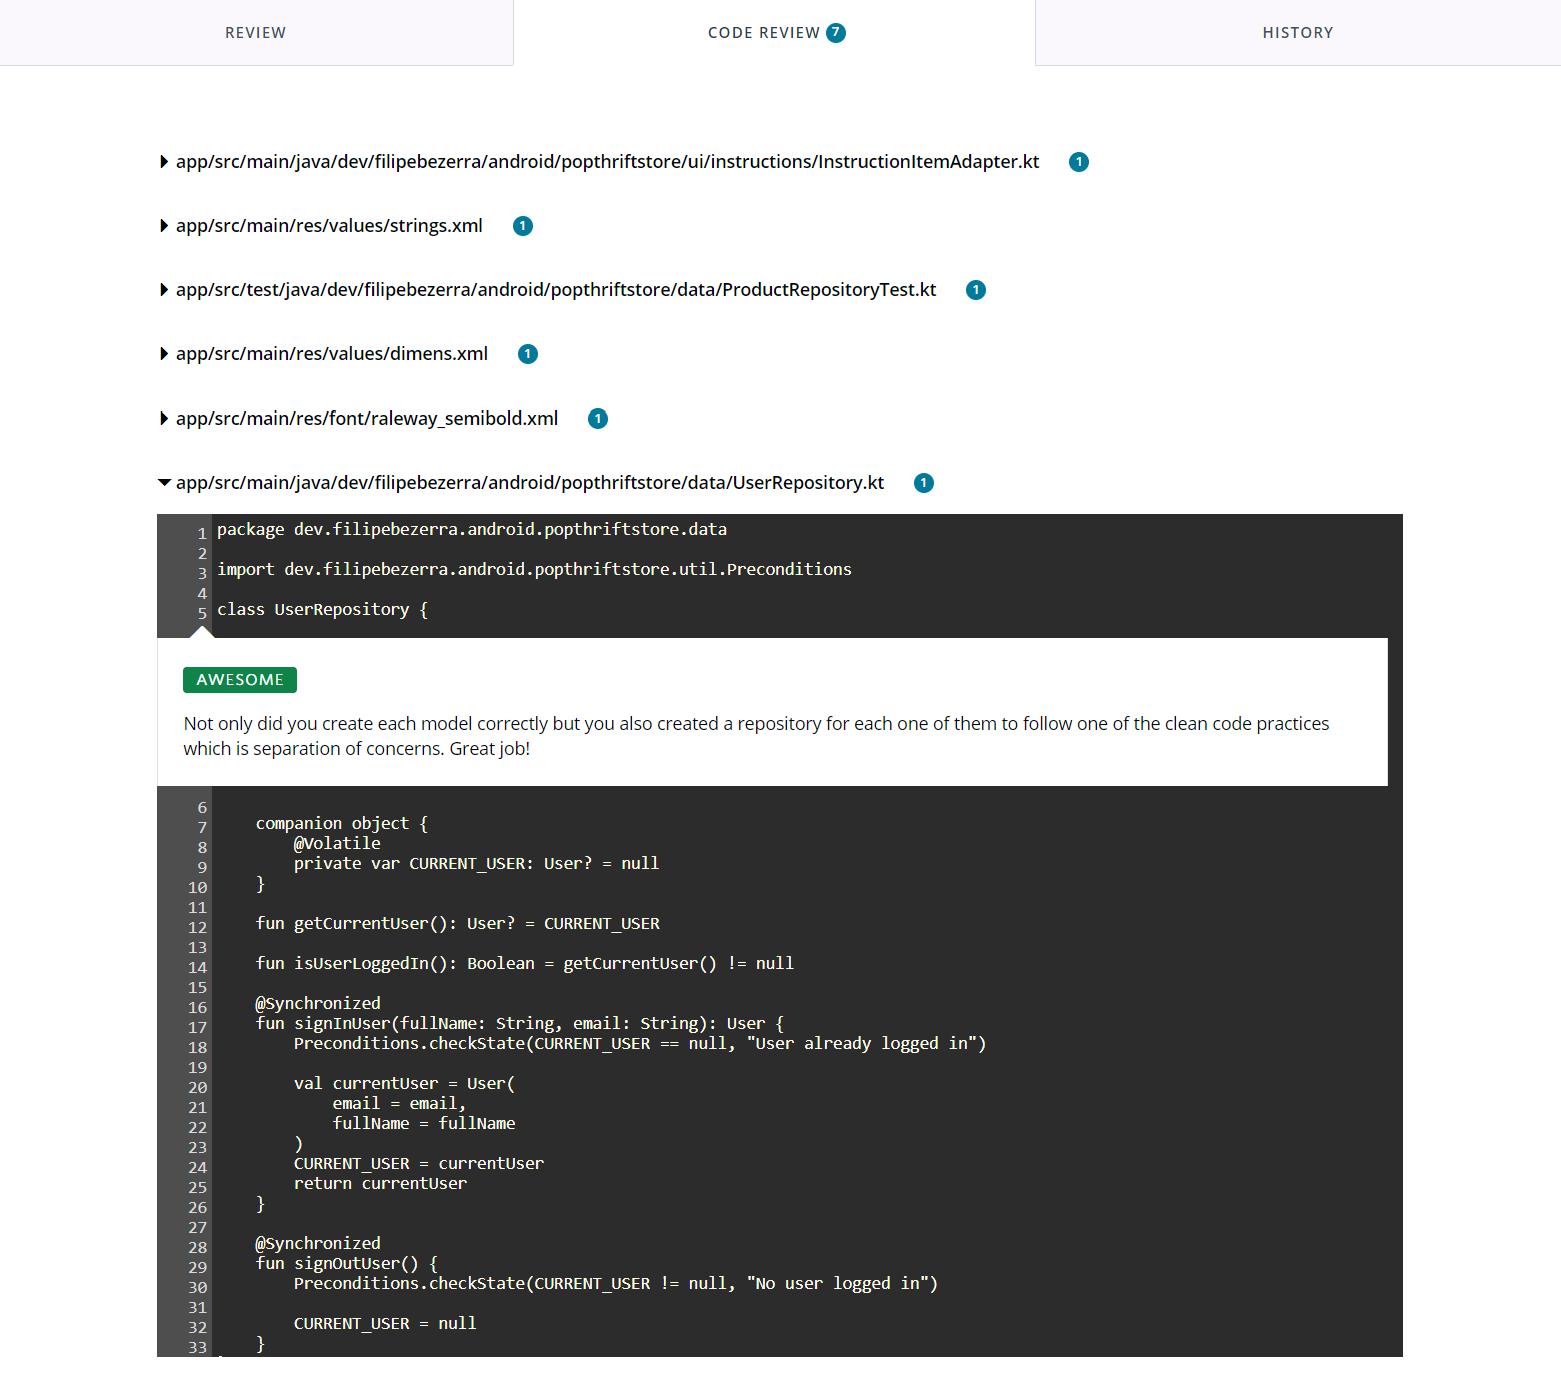 REVIEW
CODE REVIEW 7
HISTORY
app/src/main/java/dev/filipebezerra/android/popthriftstore/ui/instructions/InstructionItemAdapter.kt 1
app/src/main/res/values/strings.xml 1
app/src/test/java/dev/filipebezerra/android/popthriftstore/data/ProductRepositoryTest.kt 1
app/src/main/res/values/dimens.xml 1
app/src/main/res/font/raleway_semibold.xml 1
app/src/main/java/dev/filipebezerra/android/popthriftstore/data/UserRepository.kt 1
1 package dev.filipebezerra.android.popthriftstore.data
2
3 import dev.filipebezerra.android.popthriftstore.util.Preconditions
4
5 class UserRepository {
AWESOME
Not only did you create each model correctly but you also created a repository for each one of them to follow one of the clean code practices
which is separation of concerns. Great job!
6
7     companion object {
8         @Volatile
9         private var CURRENT_USER: User? = null
10     }
11
12     fun getCurrentUser(): User? = CURRENT_USER
13
14     fun isUserLoggedIn(): Boolean = getCurrentUser() != null
15
16     @Synchronized
17     fun signInUser(fullName: String, email: String): User {
18         Preconditions.checkState(CURRENT_USER == null, "User already logged in")
19
20         val currentUser = User(
21             email = email,
22             fullName = fullName
23         )
24         CURRENT_USER = currentUser
25         return currentUser
26     }
27
28     @Synchronized
29     fun signOutUser() {
30         Preconditions.checkState(CURRENT_USER != null, "No user logged in")
31
32         CURRENT_USER = null
33     }